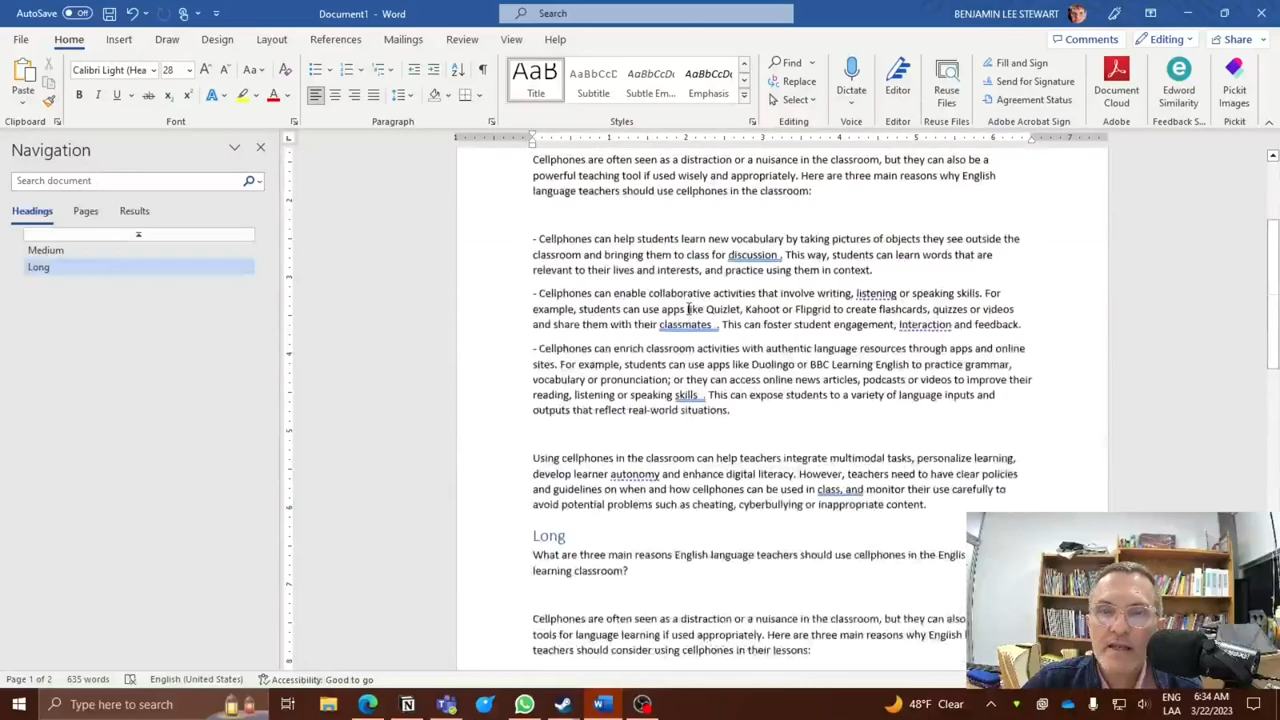 AutoSave Off Document1 - Word Search BENJAMIN LEE STEWART
File Home Insert Draw Design Layout References Mailings Review View Help Comments Editing Share
Paste
Calibri Light (Hea 28
AaB AaBbCcD AaBbCcDc AaBbCcDc
Title Subtitle Subtle Em... Emphasis
Find
Replace
Select
Dictate
Editor
Reuse Files
Fill and Sign
Send for Signature
Agreement Status
Document Cloud
Edword Similarity
Pickit Images
Clipboard Font Paragraph Styles Editing Voice Editor Reuse Files Adobe Acrobat Sign Adobe Feedback S... Pickit
Navigation
Search document
Headings Pages Results
Medium
Long
Cellphones are often seen as a distraction or a nuisance in the classroom, but they can also be a
powerful teaching tool if used wisely and appropriately. Here are three main reasons why English
language teachers should use cellphones in the classroom:
- Cellphones can help students learn new vocabulary by taking pictures of objects they see outside the
classroom and bringing them to class for discussion . This way, students can learn words that are
relevant to their lives and interests, and practice using them in context.
- Cellphones can enable collaborative activities that involve writing, listening or speaking skills. For
example, students can use apps like Quizlet, Kahoot or Flipgrid to create flashcards, quizzes or videos
and share them with their classmates . This can foster student engagement, Interaction and feedback.
- Cellphones can enrich classroom activities with authentic language resources through apps and online
sites. For example, students can use apps like Duolingo or BBC Learning English to practice grammar,
vocabulary or pronunciation; or they can access online news articles, podcasts or videos to improve their
reading, listening or speaking skills . This can expose students to a variety of language inputs and
outputs that reflect real-world situations.
Using cellphones in the classroom can help teachers integrate multimodal tasks, personalize learning,
develop learner autonomy and enhance digital literacy. However, teachers need to have clear policies
and guidelines on when and how cellphones can be used in class, and monitor their use carefully to
avoid potential problems such as cheating, cyberbullying or inappropriate content.
Long
What are three main reasons English language teachers should use cellphones in the Englis
learning classroom?
Cellphones are often seen as a distraction or a nuisance in the classroom, but they can also
tools for language learning if used appropriately. Here are three main reasons why English
teachers should consider using cellphones in their lessons:
Page 1 of 2 635 words English (United States) Accessibility: Good to go
Type here to search 48°F Clear ENG LAA 6:34 AM 3/22/2023